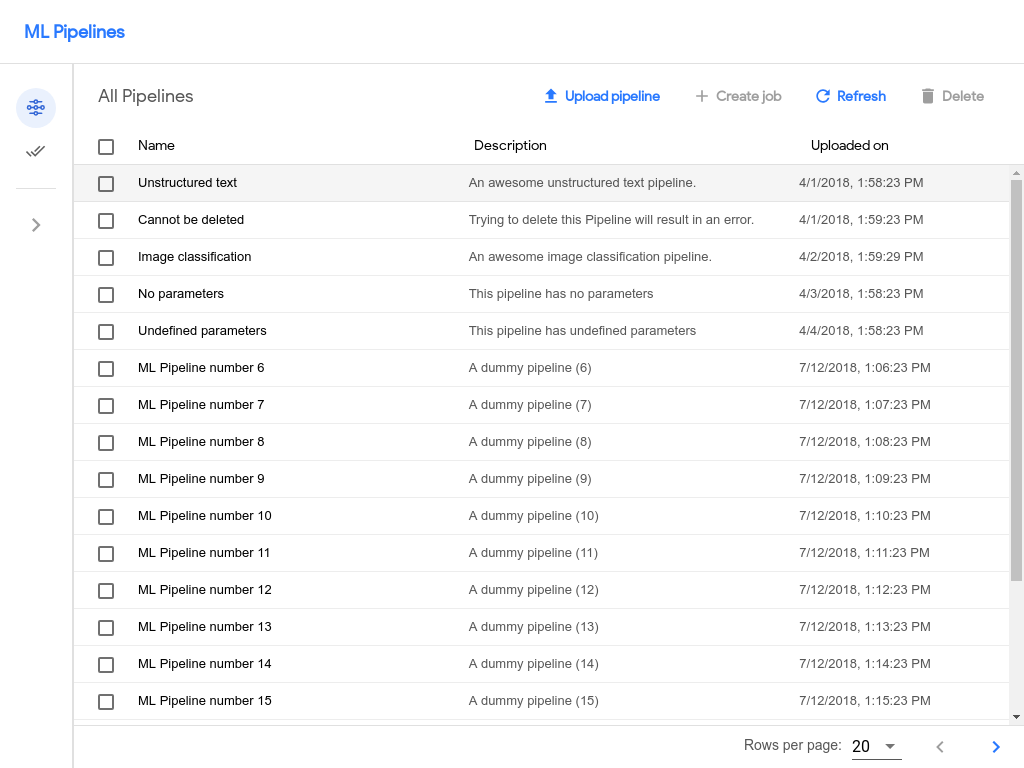 ML Pipelines
All Pipelines
Upload pipeline
Create job
Refresh
Delete
Name Description Uploaded on
Unstructured text An awesome unstructured text pipeline. 4/1/2018, 1:58:23 PM
Cannot be deleted Trying to delete this Pipeline will result in an error. 4/1/2018, 1:59:23 PM
Image classification An awesome image classification pipeline. 4/2/2018, 1:59:29 PM
No parameters This pipeline has no parameters 4/3/2018, 1:58:23 PM
Undefined parameters This pipeline has undefined parameters 4/4/2018, 1:58:23 PM
ML Pipeline number 6 A dummy pipeline (6) 7/12/2018, 1:06:23 PM
ML Pipeline number 7 A dummy pipeline (7) 7/12/2018, 1:07:23 PM
ML Pipeline number 8 A dummy pipeline (8) 7/12/2018, 1:08:23 PM
ML Pipeline number 9 A dummy pipeline (9) 7/12/2018, 1:09:23 PM
ML Pipeline number 10 A dummy pipeline (10) 7/12/2018, 1:10:23 PM
ML Pipeline number 11 A dummy pipeline (11) 7/12/2018, 1:11:23 PM
ML Pipeline number 12 A dummy pipeline (12) 7/12/2018, 1:12:23 PM
ML Pipeline number 13 A dummy pipeline (13) 7/12/2018, 1:13:23 PM
ML Pipeline number 14 A dummy pipeline (14) 7/12/2018, 1:14:23 PM
ML Pipeline number 15 A dummy pipeline (15) 7/12/2018, 1:15:23 PM
Rows per page: 20